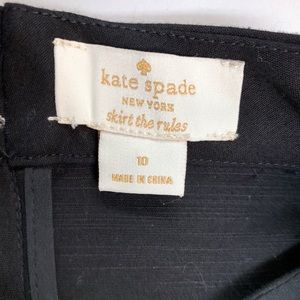 kate spade
NEW YORK
skirt the rules
10
MADE IN CHINA